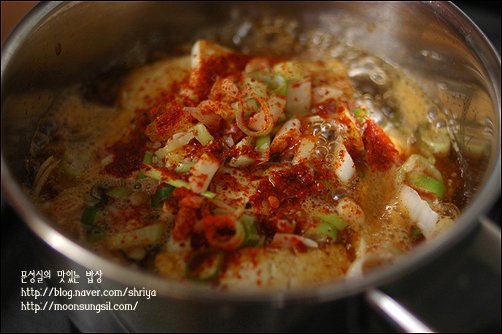 문성실의 맛있는 밥상
http://blog.naver.com/shriya
http://moonsungsil.com/